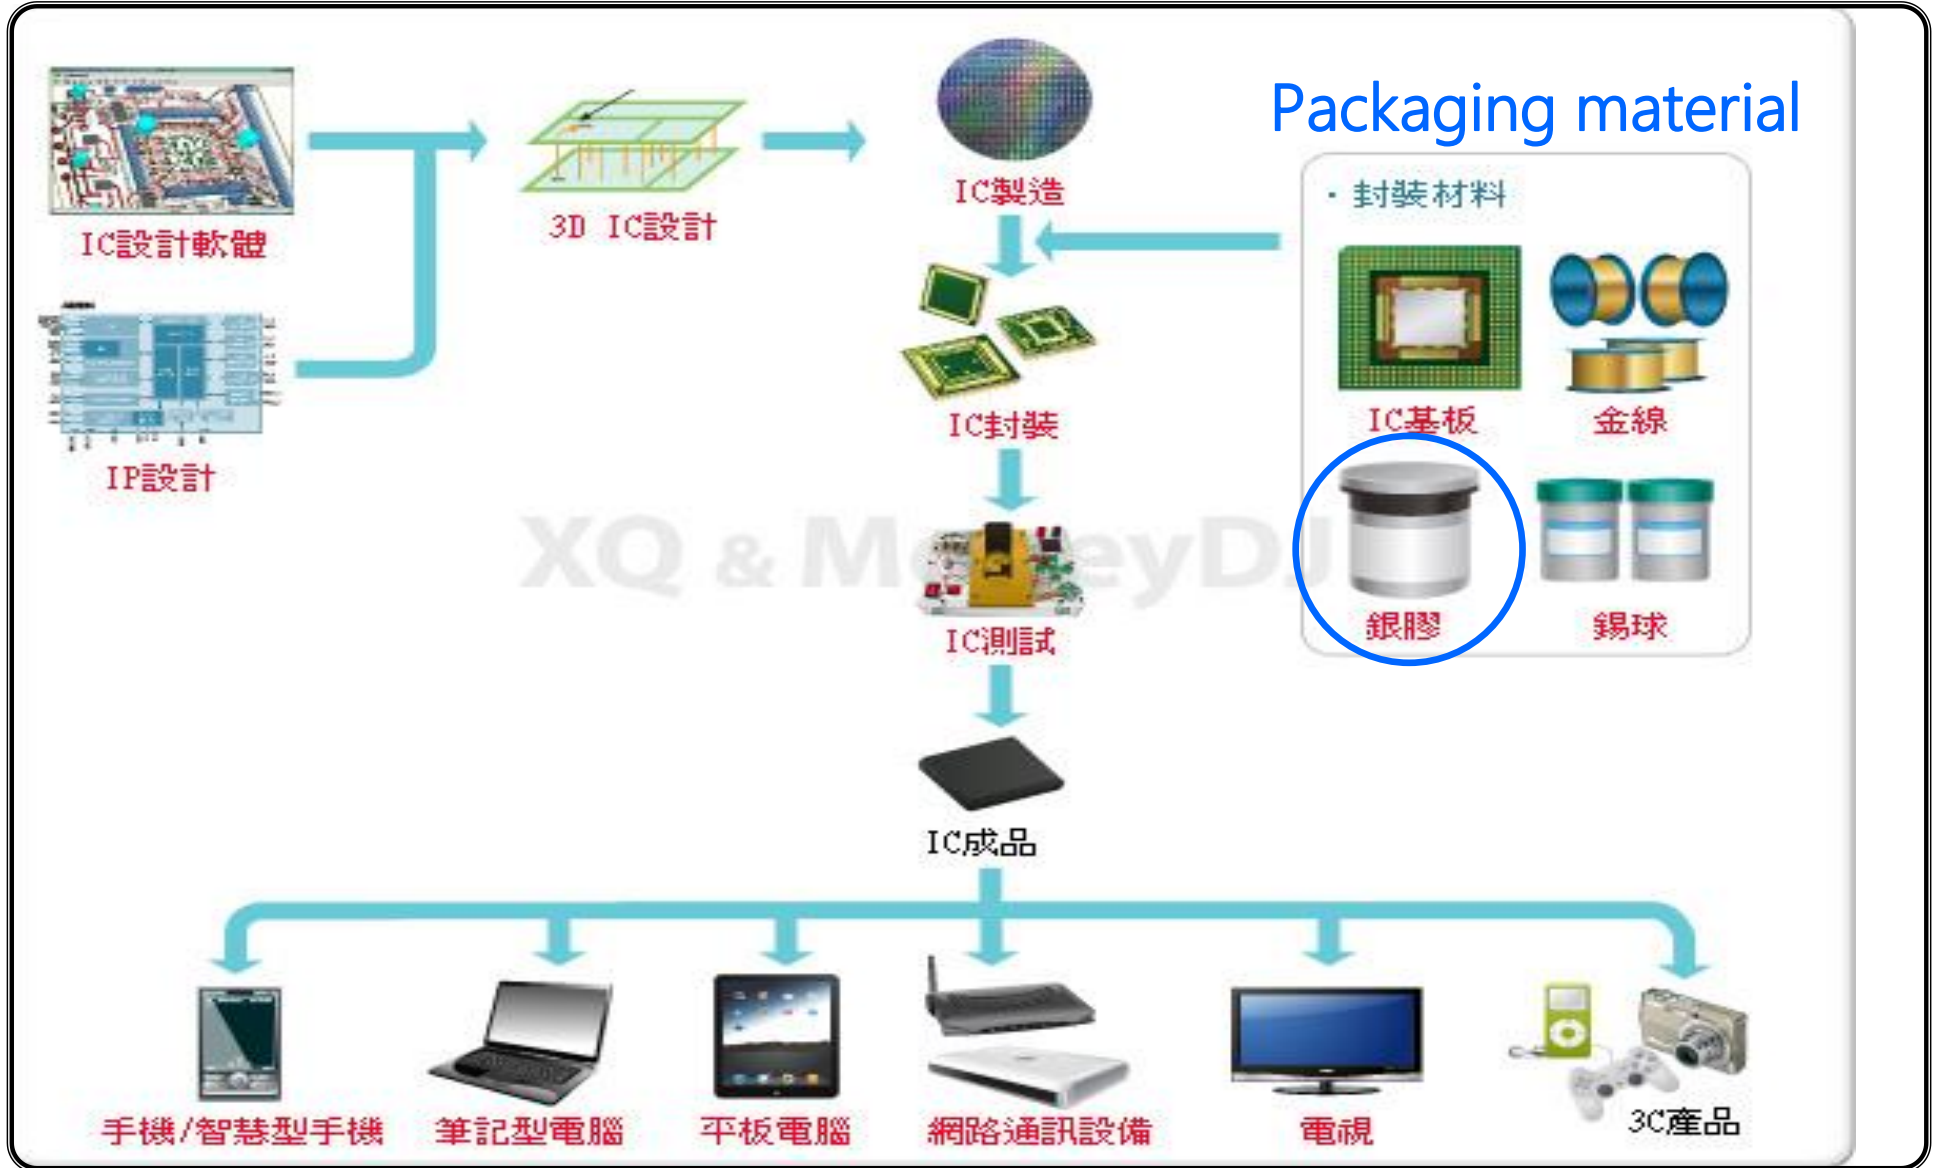 Packaging material
・封裝材料
IC設計軟體
3D IC設計
IC製造
IP設計
IC封裝
IC基板
金線
銀膠
錫球
XQ & MoneyDJ
IC測試
IC成品
手機/智慧型手機
筆記型電腦
平板電腦
網路通訊設備
電視
3C產品